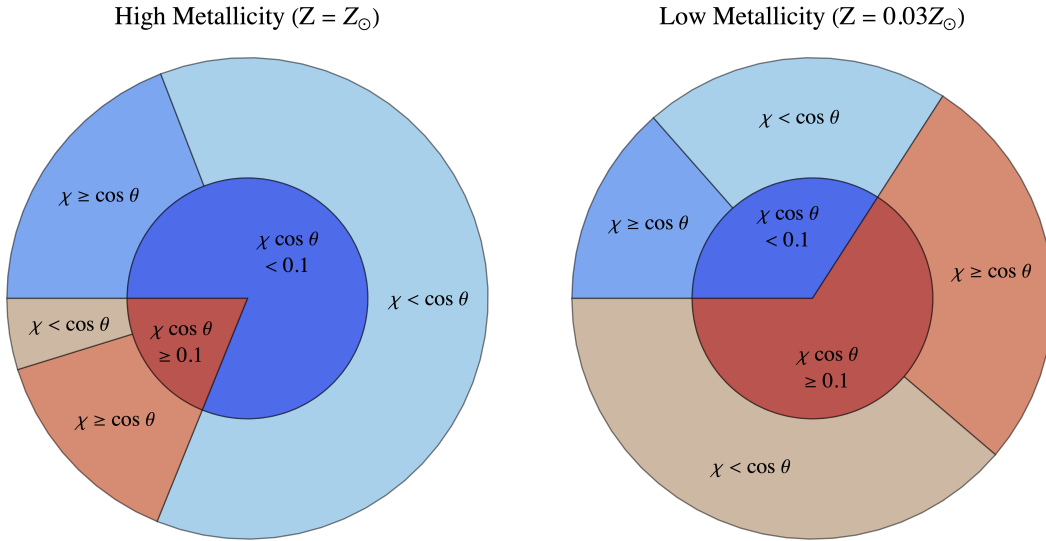 High Metallicity (Z = Z⊙)
χ ≥ cos θ
χ cos θ
< 0.1
χ < cos θ
χ < cos θ
χ cos θ
≥ 0.1
χ ≥ cos θ
Low Metallicity (Z = 0.03Z⊙)
χ < cos θ
χ ≥ cos θ
χ cos θ
< 0.1
χ ≥ cos θ
χ cos θ
≥ 0.1
χ < cos θ